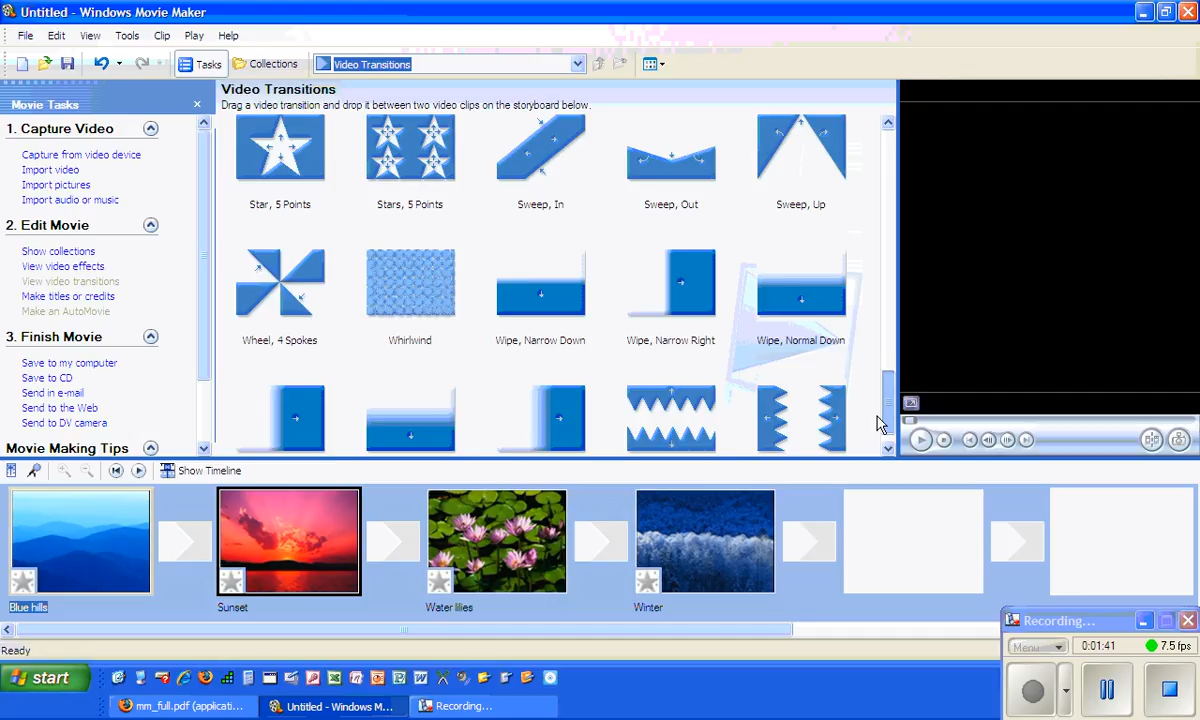 Untitled - Windows Movie Maker
File Edit View Tools Clip Play Help
Tasks Collections Video Transitions
Movie Tasks
1. Capture Video
Capture from video device
Import video
Import pictures
Import audio or music
2. Edit Movie
Show collections
View video effects
View video transitions
Make titles or credits
Make an AutoMovie
3. Finish Movie
Save to my computer
Save to CD
Send in e-mail
Send to the Web
Send to DV camera
Movie Making Tips
Video Transitions
Drag a video transition and drop it between two video clips on the storyboard below.
Star, 5 Points Stars, 5 Points Sweep, In Sweep, Out Sweep, Up
Wheel, 4 Spokes Whirlwind Wipe, Narrow Down Wipe, Narrow Right Wipe, Normal Down
Show Timeline
Blue hills Sunset Water lilies Winter
Ready
Recording...
Menu 0:01:41 7.5 fps
start
mm_full.pdf (applicati... Untitled - Windows M... Recording...